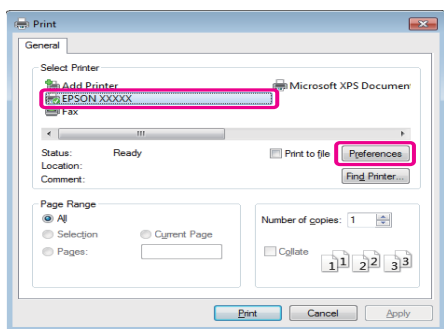 Print
General
Select Printer
Add Printer
Microsoft XPS Documen
EPSON XXXXX
Fax
Status: Ready
Print to file
Preferences
Location:
Comment:
Find Printer...
Page Range
All
Selection
Current Page
Pages:
Number of copies: 1
Collate
1 1 2 2 3 3
Print
Cancel
Apply